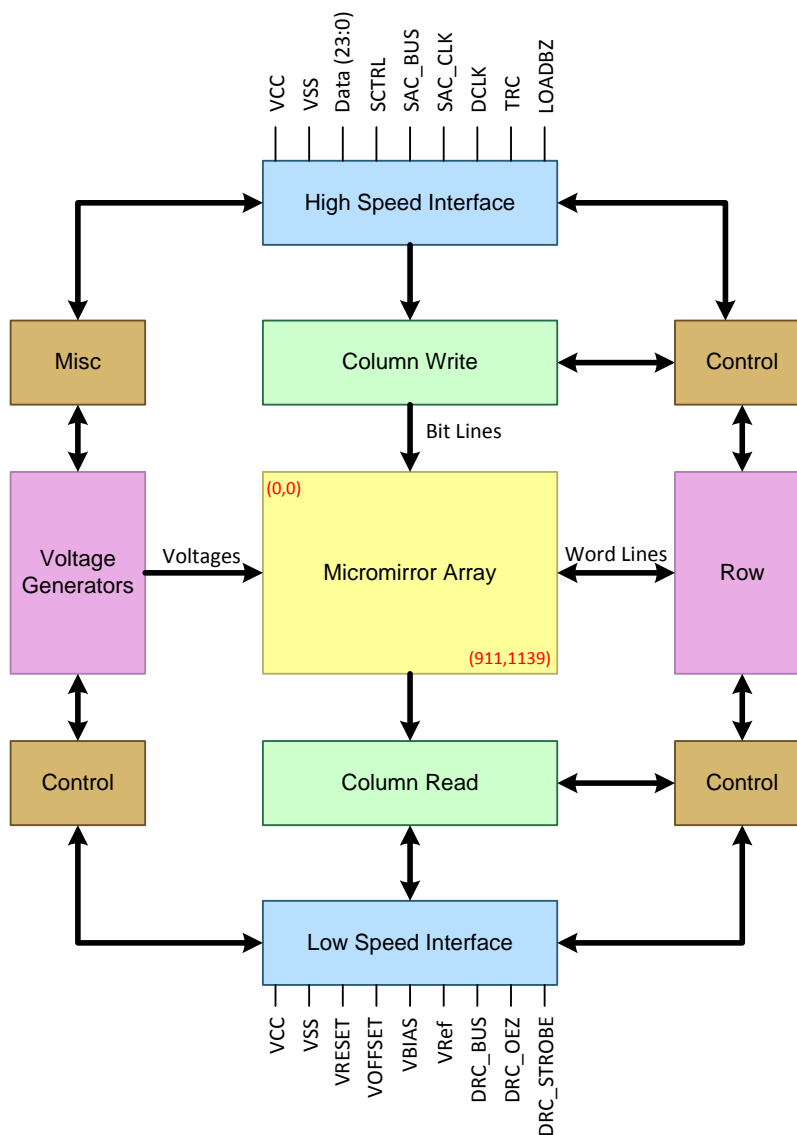 VCC
VSS
Data (23:0)
SCTRL
SAC_BUS
SAC_CLK
DCLK
TRC
LOADBZ
High Speed Interface
Misc
Column Write
Control
Bit Lines
(0,0)
Voltage
Generators
Voltages
Micromirror Array
Word Lines
Row
(911,1139)
Control
Column Read
Control
Low Speed Interface
VCC
VSS
VRESET
VOFFSET
VBIAS
VRef
DRC_BUS
DRC_OEZ
DRC_STROBE